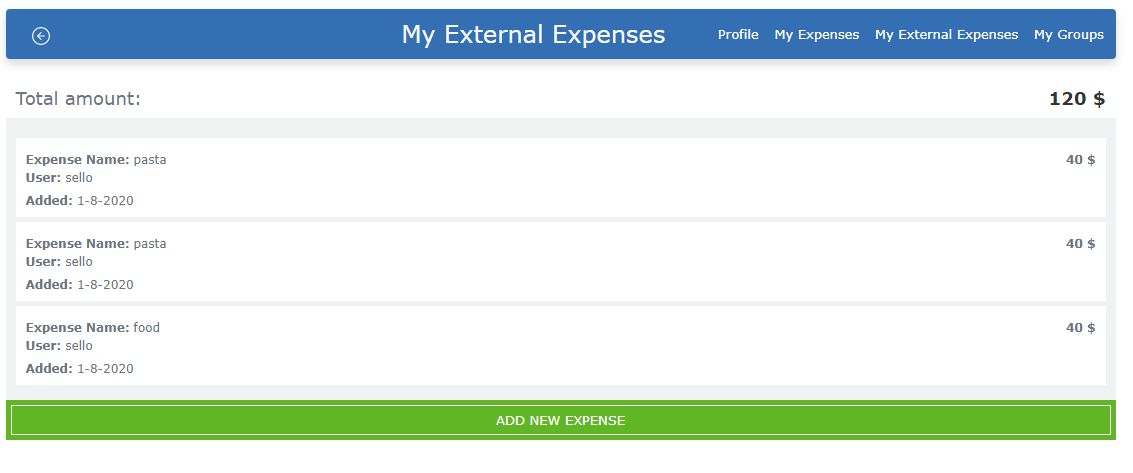 My External Expenses Profile My Expenses My External Expenses My Groups
Total amount: 120 $
Expense Name: pasta 40 $
User: sello
Added: 1-8-2020
Expense Name: pasta 40 $
User: sello
Added: 1-8-2020
Expense Name: food 40 $
User: sello
Added: 1-8-2020
ADD NEW EXPENSE